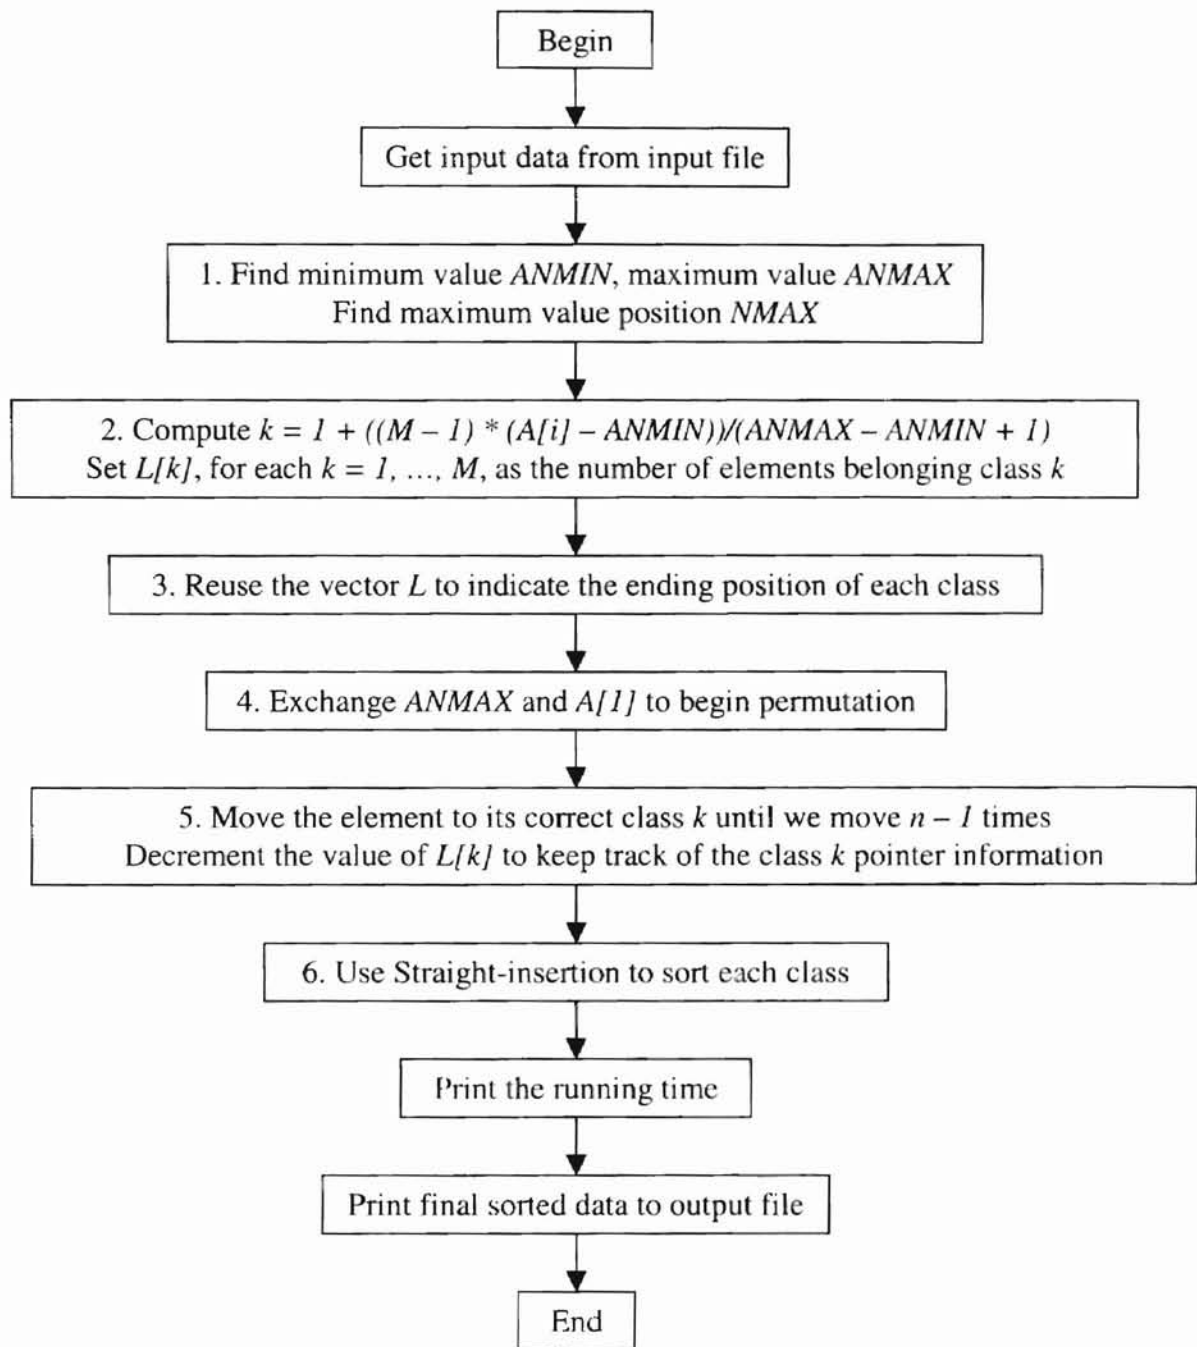 Begin
Get input data from input file
1. Find minimum value ANMIN, maximum value ANMAX
Find maximum value position NMAX
2. Compute k = 1 + ((M – 1) * (A[i] – ANMIN))/(ANMAX – ANMIN + 1)
Set L[k], for each k = 1, ..., M, as the number of elements belonging class k
3. Reuse the vector L to indicate the ending position of each class
4. Exchange ANMAX and A[1] to begin permutation
5. Move the element to its correct class k until we move n – 1 times
Decrement the value of L[k] to keep track of the class k pointer information
6. Use Straight-insertion to sort each class
Print the running time
Print final sorted data to output file
End